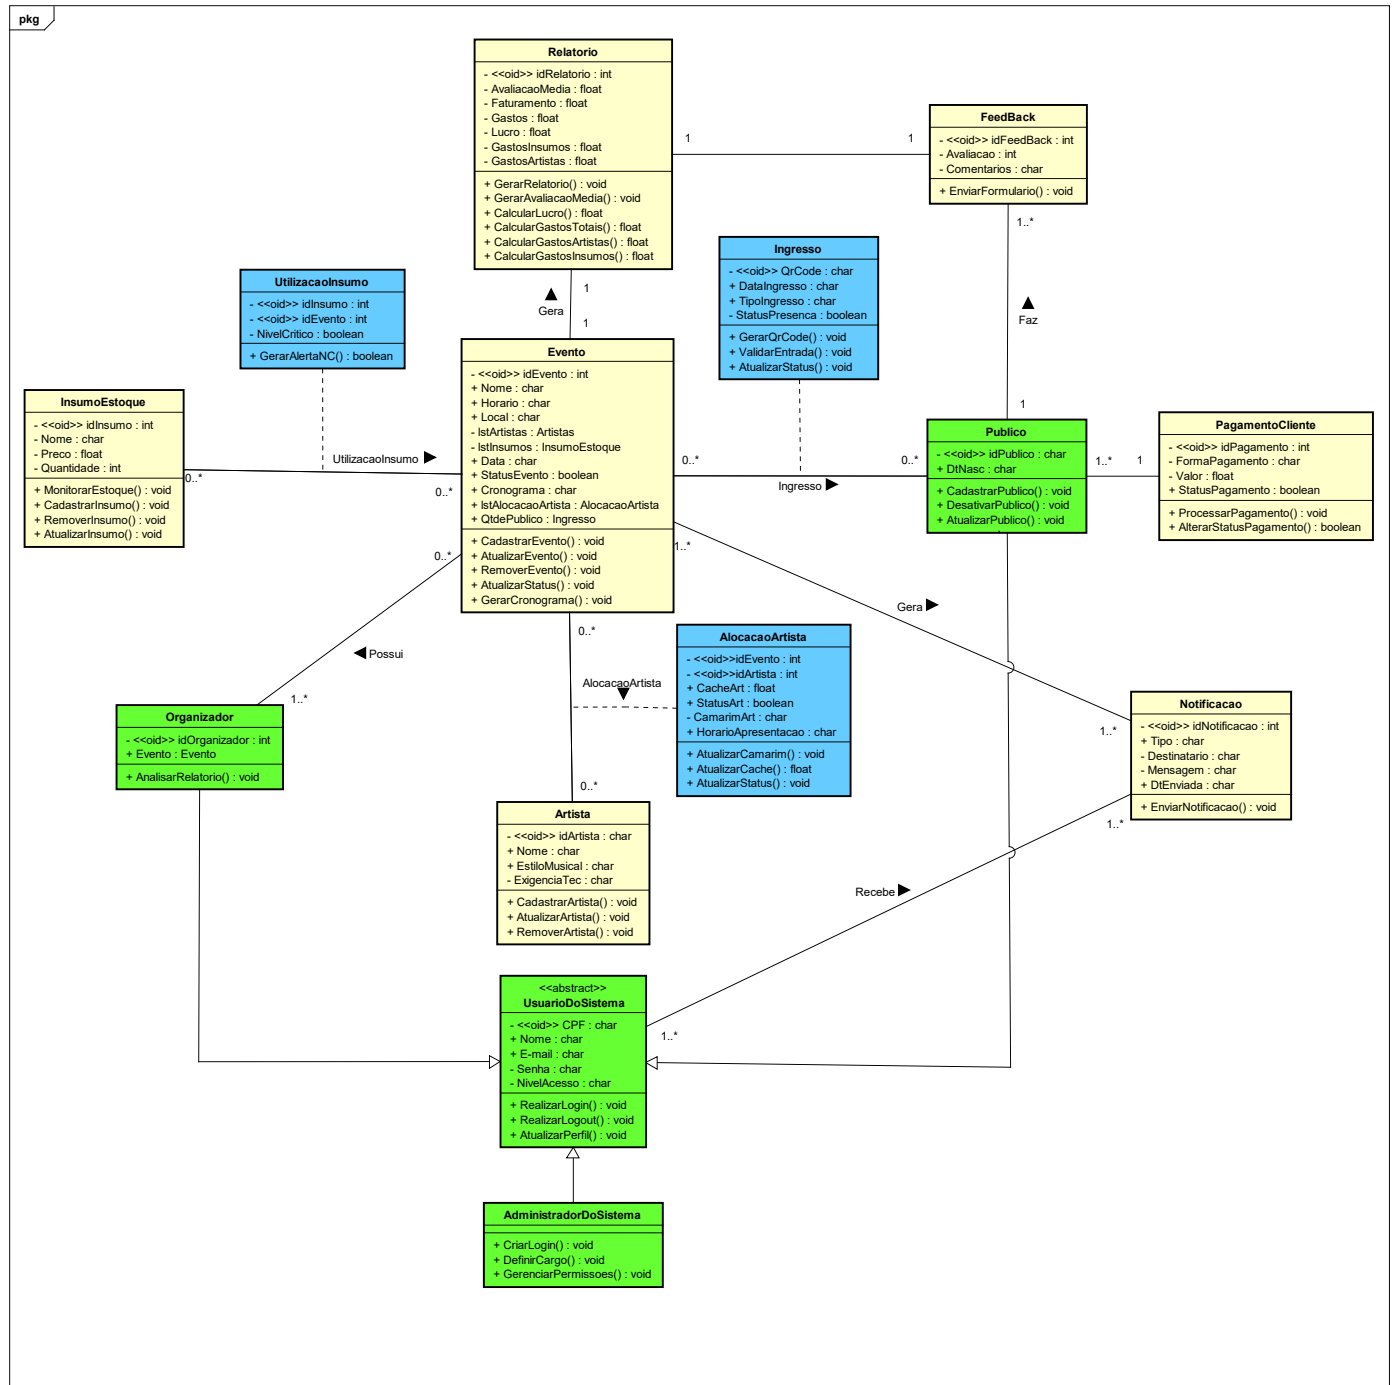 pkg
Relatorio
- <<oid>> idRelatorio : int
- AvaliacaoMedia : float
- Faturamento : float
- Gastos : float
- Lucro : float
- GastosInsumos : float
- GastosArtistas : float
+ GerarRelatorio() : void
+ GerarAvaliacaoMedia() : void
+ CalcularLucro() : float
+ CalcularGastosTotais() : float
+ CalcularGastosArtistas() : float
+ CalcularGastosInsumos() : float
1
1
FeedBack
- <<oid>> idFeedBack : int
- Avaliacao : int
- Comentarios : char
+ EnviarFormulario() : void
1..*
Faz
1
Ingresso
- <<oid>> QrCode : char
+ DataIngresso : char
+ TipoIngresso : char
- StatusPresenca : boolean
+ GerarQrCode() : void
+ ValidarEntrada() : void
+ AtualizarStatus() : void
UtilizacaoInsumo
- <<oid>> idInsumo : int
- <<oid>> idEvento : int
- NivelCritico : boolean
+ GerarAlertaNC() : boolean
1
Gera
1
Evento
- <<oid>> idEvento : int
+ Nome : char
+ Horario : char
+ Local : char
- lstArtistas : Artistas
- lstInsumos : InsumoEstoque
+ Data : char
+ StatusEvento : boolean
+ Cronograma : char
+ lstAlocacaoArtista : AlocacaoArtista
+ QtdePublico : Ingresso
+ CadastrarEvento() : void
+ AtualizarEvento() : void
+ RemoverEvento() : void
+ AtualizarStatus() : void
+ GerarCronograma() : void
InsumoEstoque
- <<oid>> idInsumo : int
- Nome : char
- Preco : float
- Quantidade : int
+ MonitorarEstoque() : void
+ CadastrarInsumo() : void
+ RemoverInsumo() : void
+ AtualizarInsumo() : void
0..*
UtilizacaoInsumo
0..*
0..*
Ingresso
0..*
Publico
- <<oid>> idPublico : char
+ DtNasc : char
+ CadastrarPublico() : void
+ DesativarPublico() : void
+ AtualizarPublico() : void
1..*
1
PagamentoCliente
- <<oid>> idPagamento : int
- FormaPagamento : char
- Valor : float
+ StatusPagamento : boolean
+ ProcessarPagamento() : void
+ AlterarStatusPagamento() : boolean
0..*
Possui
1..*
1..*
Gera
1..*
Organizador
- <<oid>> idOrganizador : int
+ Evento : Evento
+ AnalisarRelatorio() : void
0..*
AlocacaoArtista
0..*
AlocacaoArtista
- <<oid>>idEvento : int
- <<oid>>idArtista : int
+ CacheArt : float
+ StatusArt : boolean
- CamarimArt : char
+ HorarioApresentacao : char
+ AtualizarCamarim() : void
+ AtualizarCache() : float
+ AtualizarStatus() : void
Notificacao
- <<oid>> idNotificacao : int
+ Tipo : char
- Destinatario : char
- Mensagem : char
+ DtEnviada : char
+ EnviarNotificacao() : void
1..*
Recebe
1..*
Artista
- <<oid>> idArtista : char
+ Nome : char
+ EstiloMusical : char
- ExigenciaTec : char
+ CadastrarArtista() : void
+ AtualizarArtista() : void
+ RemoverArtista() : void
<<abstract>>
UsuarioDoSistema
- <<oid>> CPF : char
+ Nome : char
+ E-mail : char
- Senha : char
- NivelAcesso : char
+ RealizarLogin() : void
+ RealizarLogout() : void
+ AtualizarPerfil() : void
AdministradorDoSistema
+ CriarLogin() : void
+ DefinirCargo() : void
+ GerenciarPermissoes() : void